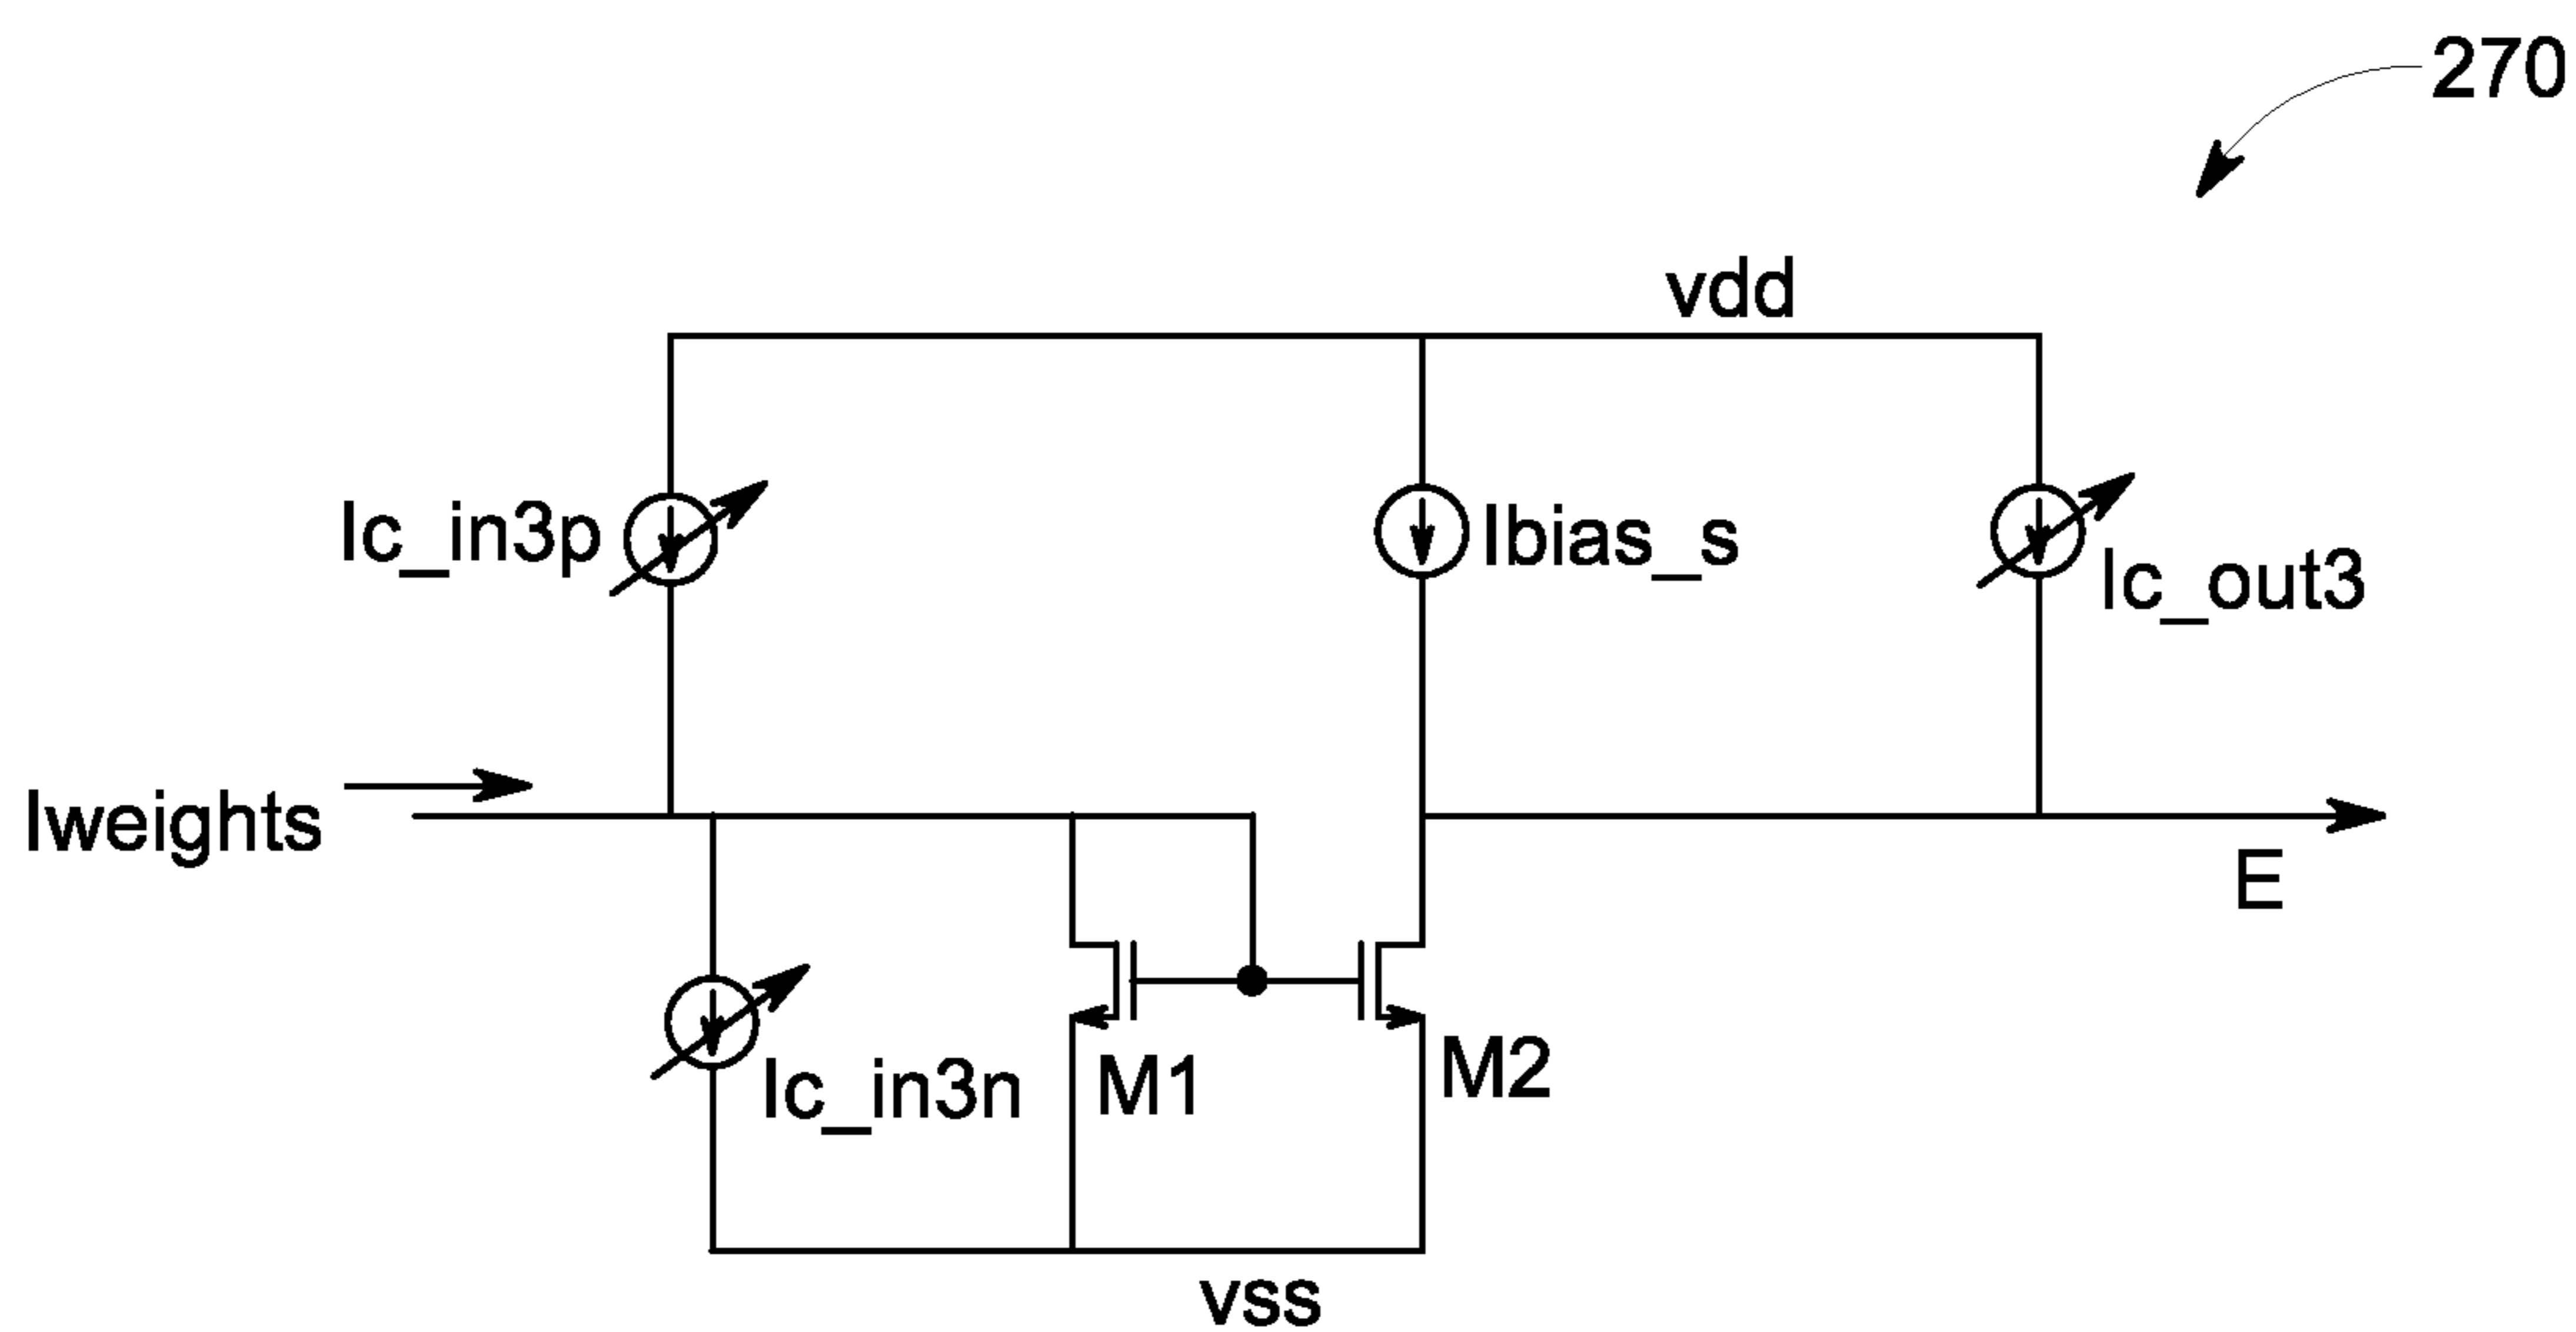 270
vdd
Ic_in3p
Ibias_s
Ic_out3
Iweights
E
Ic_in3n
M1
M2
vss